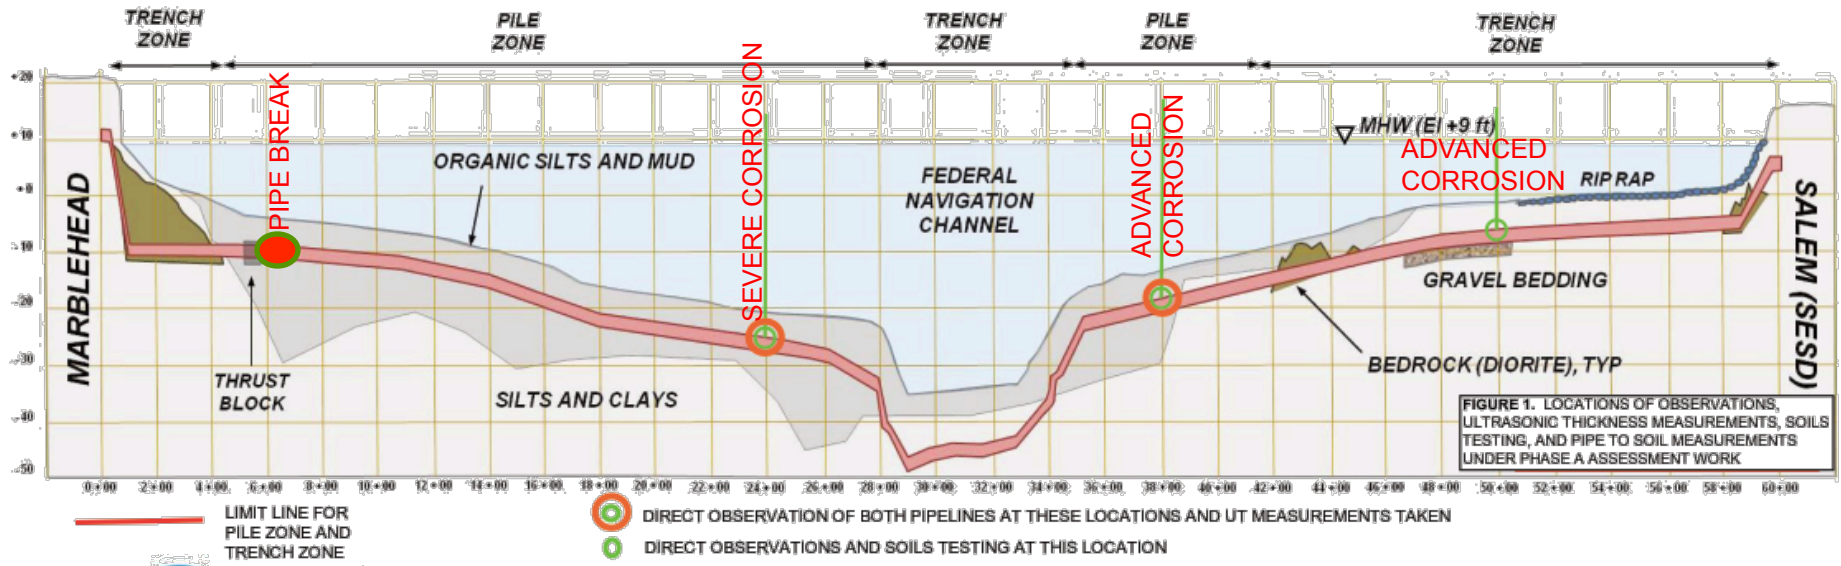 TRENCH
ZONE
PILE
ZONE
TRENCH
ZONE
PILE
ZONE
TRENCH
ZONE
+20
+10
+0
-10
-20
-30
-40
-50
MARBLEHEAD
PIPE BREAK
ORGANIC SILTS AND MUD
SEVERE CORROSION
FEDERAL
NAVIGATION
CHANNEL
ADVANCED
CORROSION
MHW (El +9 ft)
ADVANCED
CORROSION
RIP RAP
SALEM (SESD)
GRAVEL BEDDING
THRUST
BLOCK
SILTS AND CLAYS
BEDROCK (DIORITE), TYP
FIGURE 1. LOCATIONS OF OBSERVATIONS,
ULTRASONIC THICKNESS MEASUREMENTS, SOILS
TESTING, AND PIPE TO SOIL MEASUREMENTS
UNDER PHASE A ASSESSMENT WORK
0+00 2+00 4+00 6+00 8+00 10+00 12+00 14+00 16+00 18+00 20+00 22+00 24+00 26+00 28+00 30+00 32+00 34+00 36+00 38+00 40+00 42+00 44+00 46+00 48+00 50+00 52+00 54+00 56+00 58+00 60+00
LIMIT LINE FOR
PILE ZONE AND
TRENCH ZONE
DIRECT OBSERVATION OF BOTH PIPELINES AT THESE LOCATIONS AND UT MEASUREMENTS TAKEN
DIRECT OBSERVATIONS AND SOILS TESTING AT THIS LOCATION